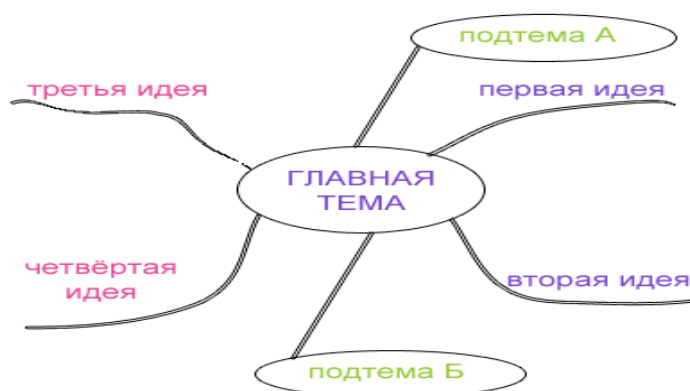 подтема А
третья идея
первая идея
ГЛАВНАЯ
ТЕМА
четвёртая
идея
вторая идея
подтема Б